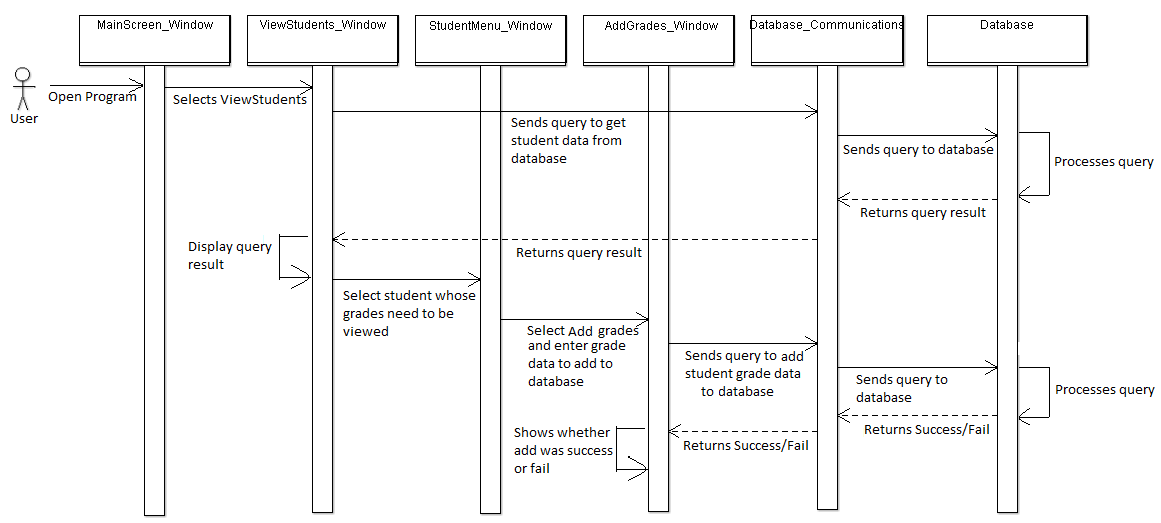 MainScreen_Window
ViewStudents_Window
StudentMenu_Window
AddGrades_Window
Database_Communications
Database
User
Open Program
Selects ViewStudents
Sends query to get
student data from
database
Sends query to database
Processes query
Returns query result
Returns query result
Display query
result
Select student whose
grades need to be
viewed
Select Add grades
and enter grade
data to add to
database
Sends query to add
student grade data
to database
Sends query to
database
Processes query
Returns Success/Fail
Returns Success/Fail
Shows whether
add was success
or fail